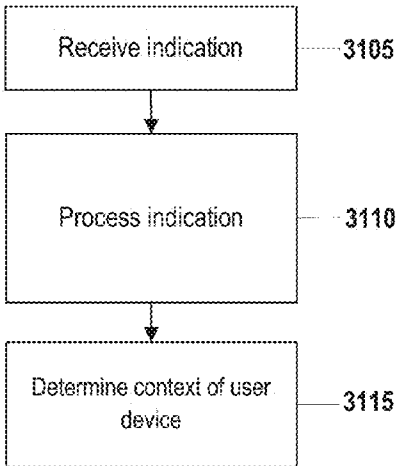 Receive indication
3105
Process indication
3110
Determine context of user
device
3115